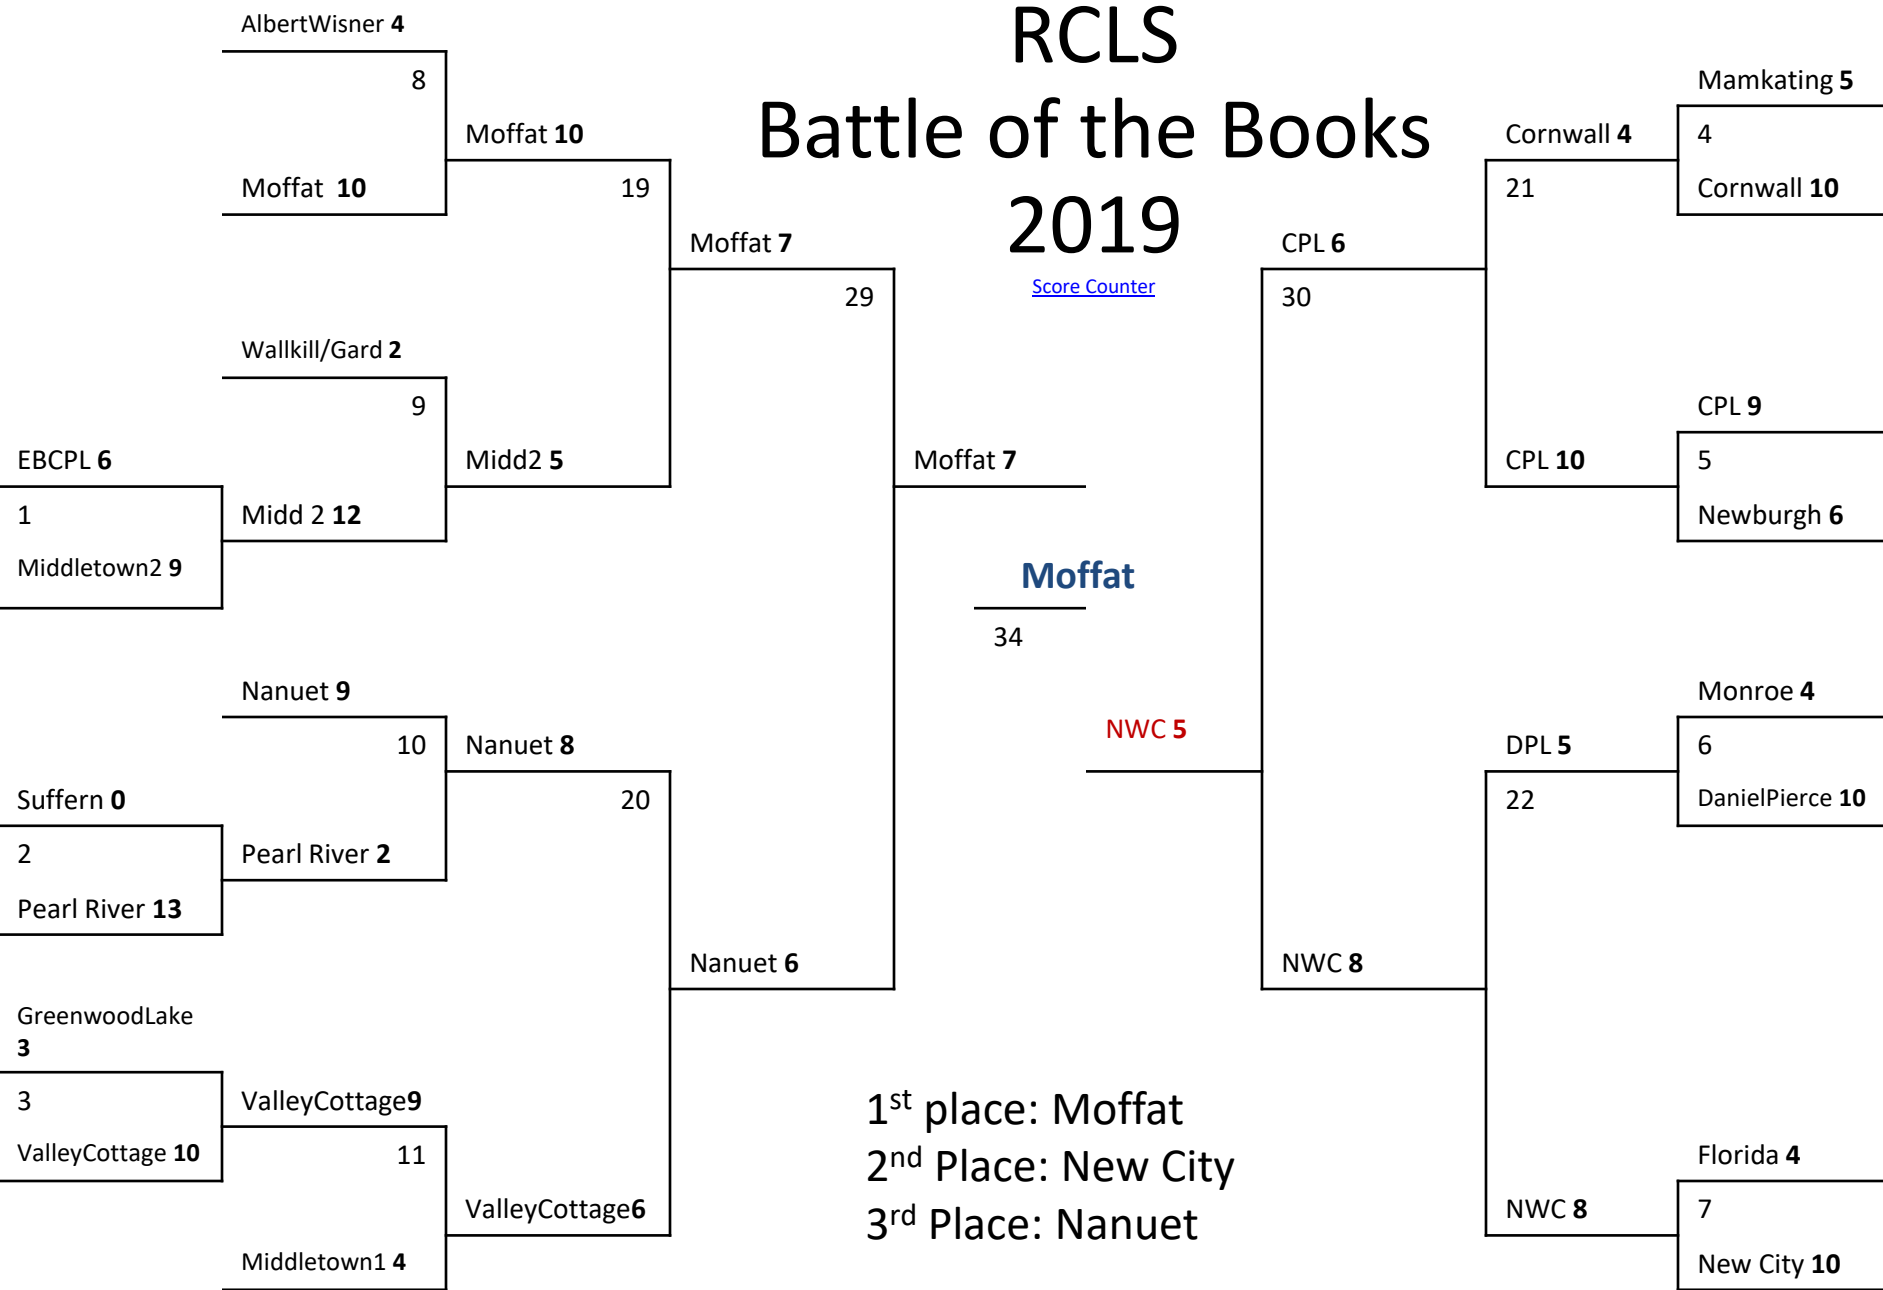 RCLS
Battle of the Books
2019
Score Counter
AlbertWisner 4
8
Moffat 10
Moffat 10
19
Moffat 7
29
Wallkill/Gard 2
9
EBCPL 6
1
Middletown2 9
Midd 2 12
Midd2 5
Moffat 7
Moffat
34
Nanuet 9
10
Nanuet 8
20
Suffern 0
2
Pearl River 13
Pearl River 2
Nanuet 6
GreenwoodLake
3
3
ValleyCottage 10
ValleyCottage9
11
ValleyCottage6
Middletown1 4
NWC 5
CPL 6
30
Cornwall 4
21
Mamkating 5
4
Cornwall 10
CPL 9
5
Newburgh 6
CPL 10
Monroe 4
6
DanielPierce 10
DPL 5
22
NWC 8
Florida 4
7
New City 10
NWC 8
1st place: Moffat
2nd Place: New City
3rd Place: Nanuet